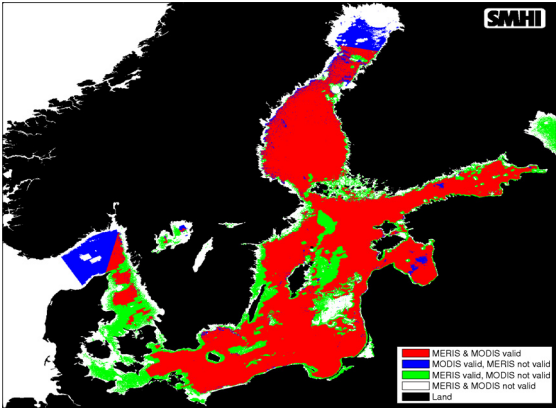 SMHI
MERIS & MODIS valid
MODIS valid, MERIS not valid
MERIS valid, MODIS not valid
MERIS & MODIS not valid
Land